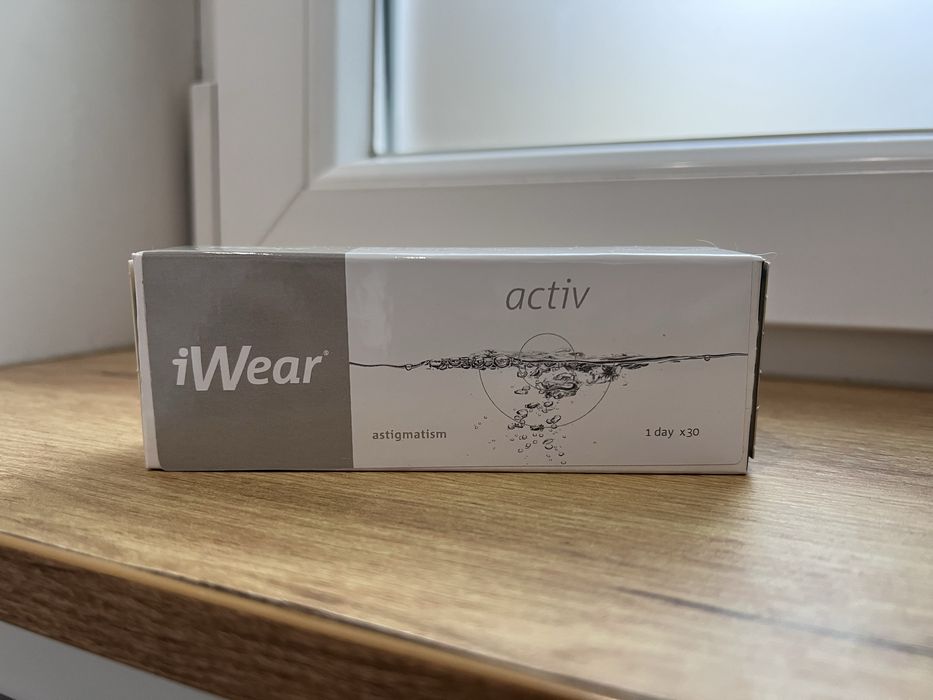 iWear®
activ
astigmatism
1 day x30